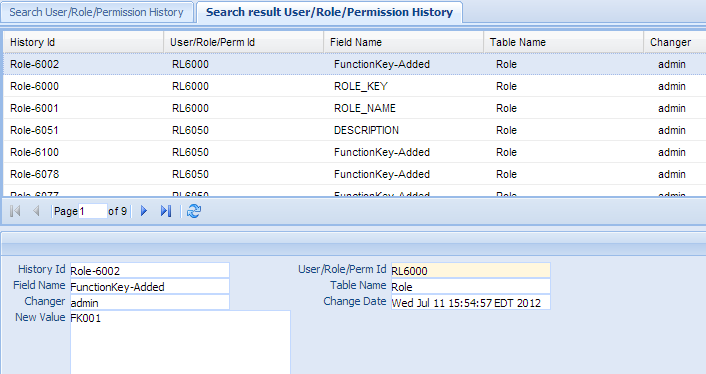 Search User/Role/Permission History Search result User/Role/Permission History
History Id User/Role/Perm Id Field Name Table Name Changer
Role-6002 RL6000 FunctionKey-Added Role admin
Role-6000 RL6000 ROLE_KEY Role admin
Role-6001 RL6000 ROLE_NAME Role admin
Role-6051 RL6050 DESCRIPTION Role admin
Role-6100 RL6050 FunctionKey-Added Role admin
Role-6078 RL6050 FunctionKey-Added Role admin
Role-6077 RL6050 FunctionKey-Added Role admin
Page 1 of 9
History Id Role-6002 User/Role/Perm Id RL6000
Field Name FunctionKey-Added Table Name Role
Changer admin Change Date Wed Jul 11 15:54:57 EDT 2012
New Value FK001